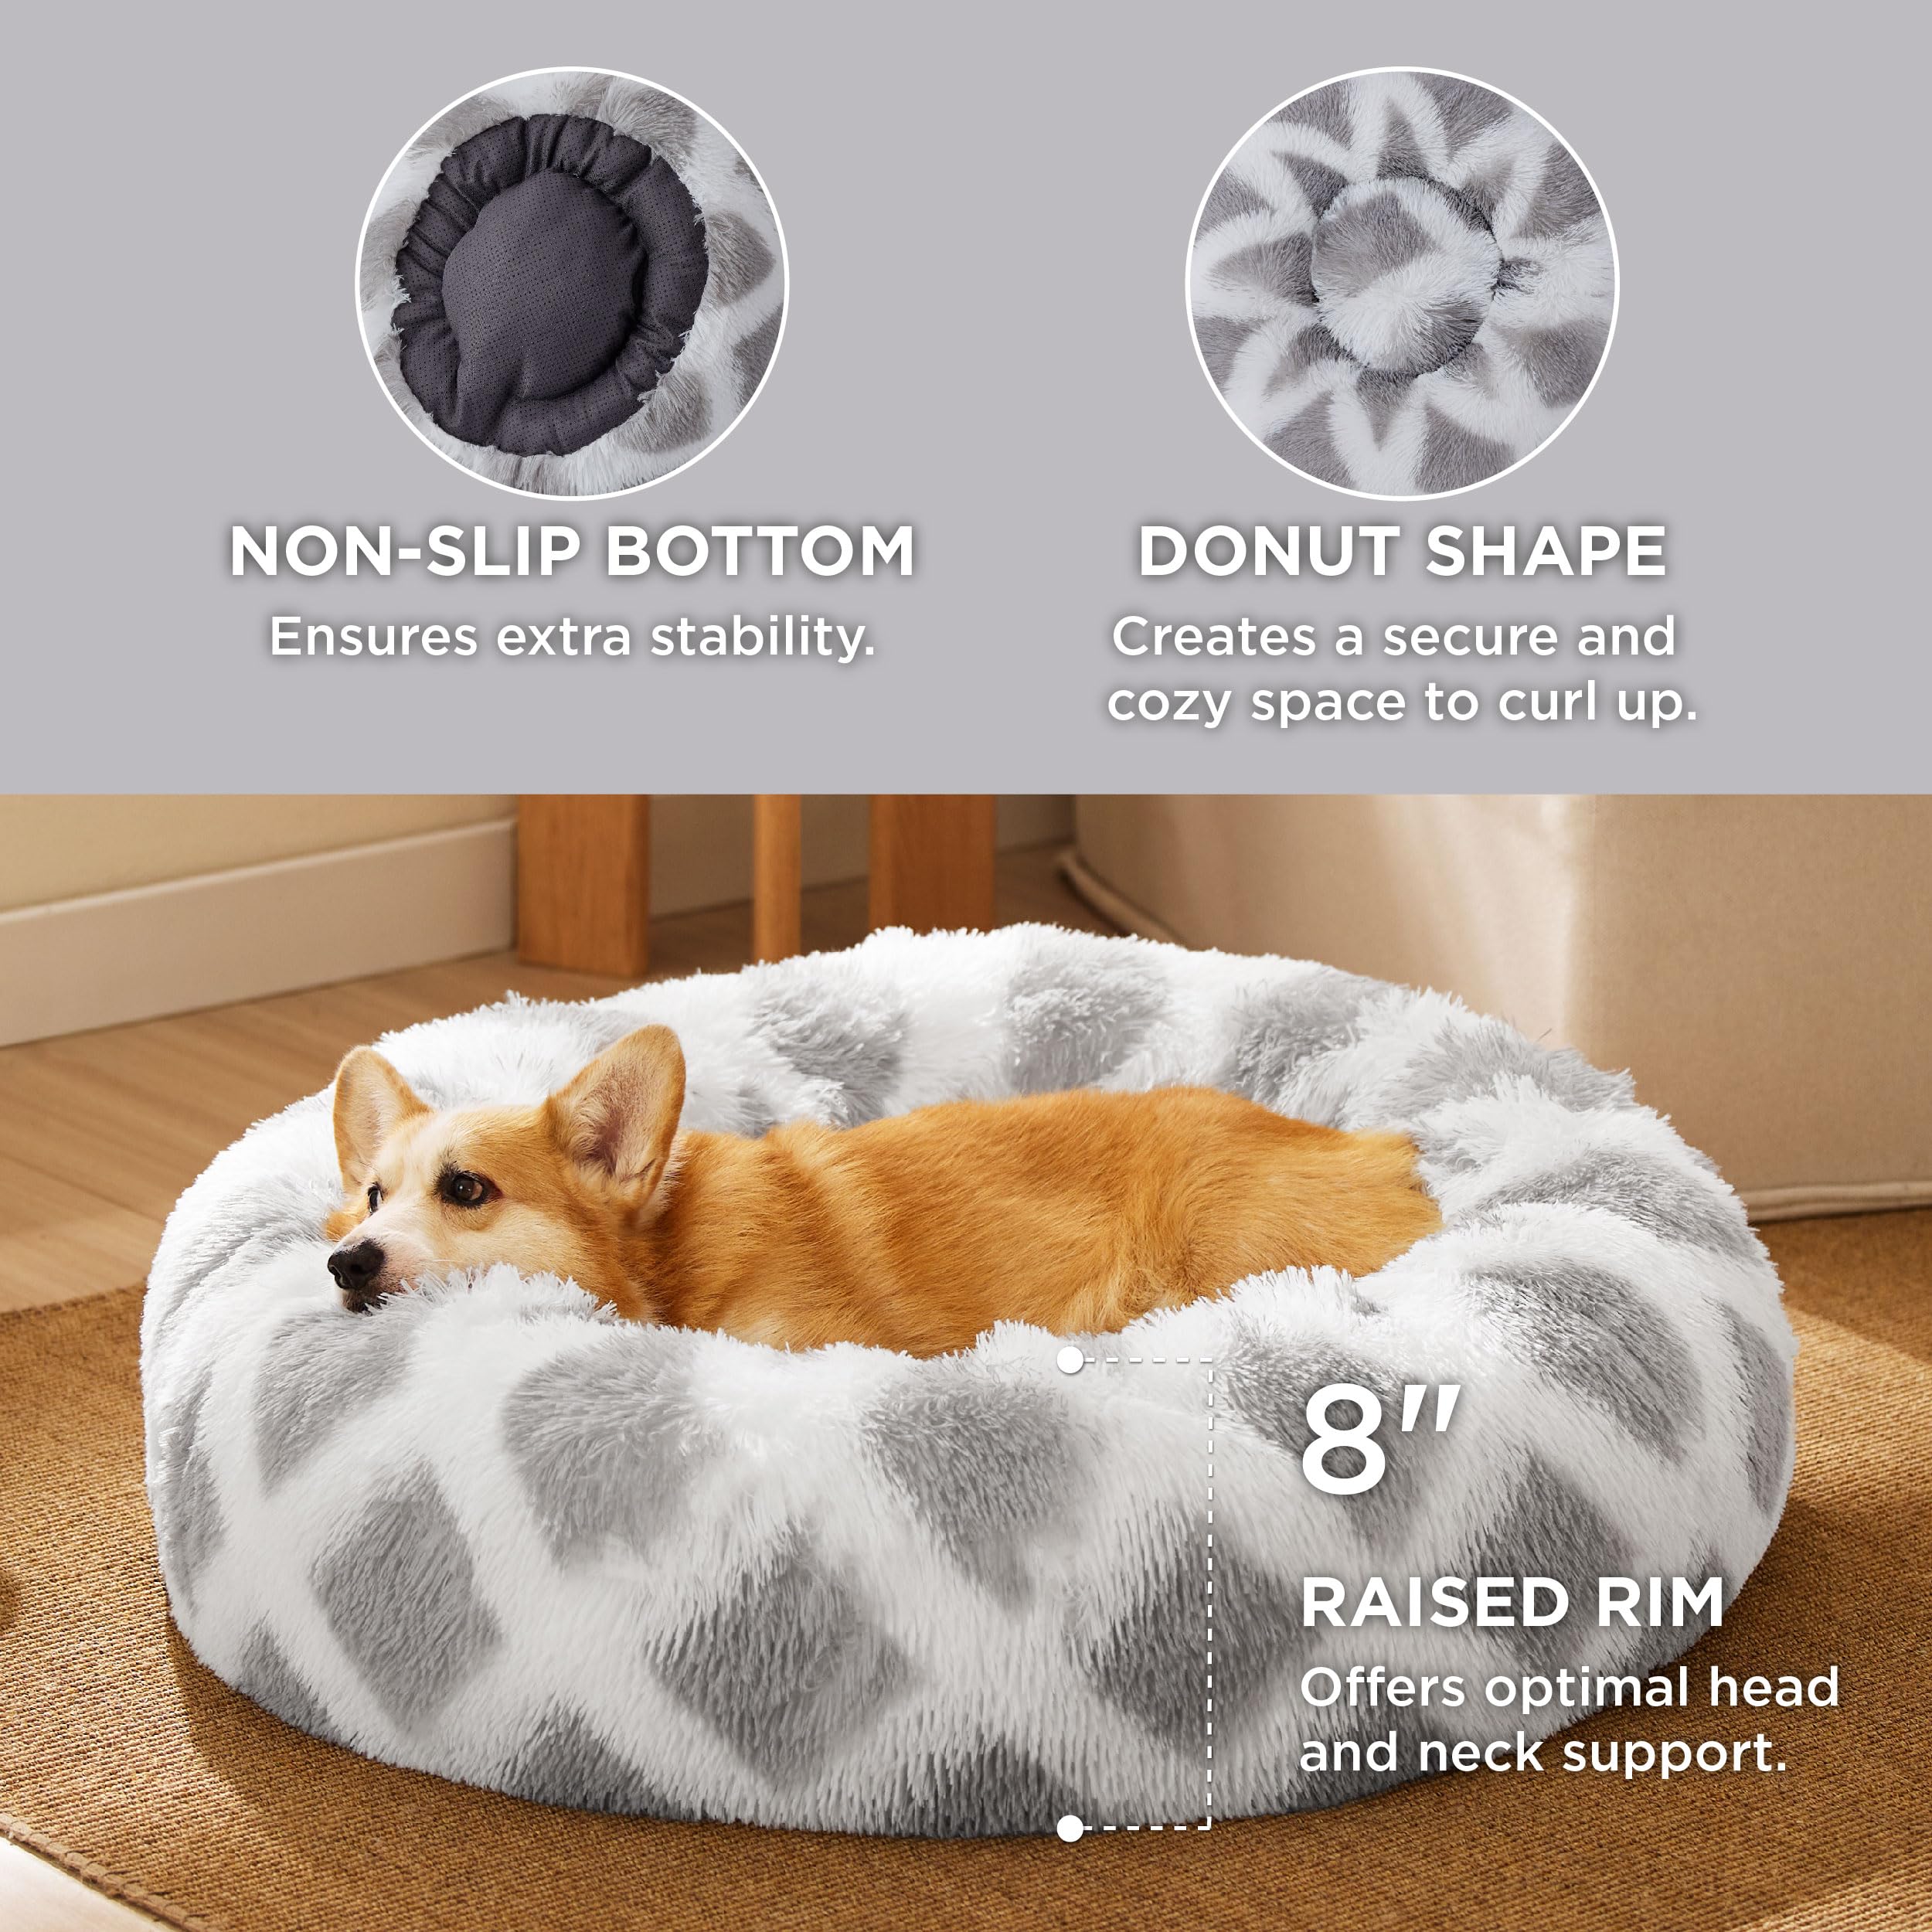 NON-SLIP BOTTOM
Ensures extra stability.
DONUT SHAPE
Creates a secure and
cozy space to curl up.
8"
RAISED RIM
Offers optimal head
and neck support.